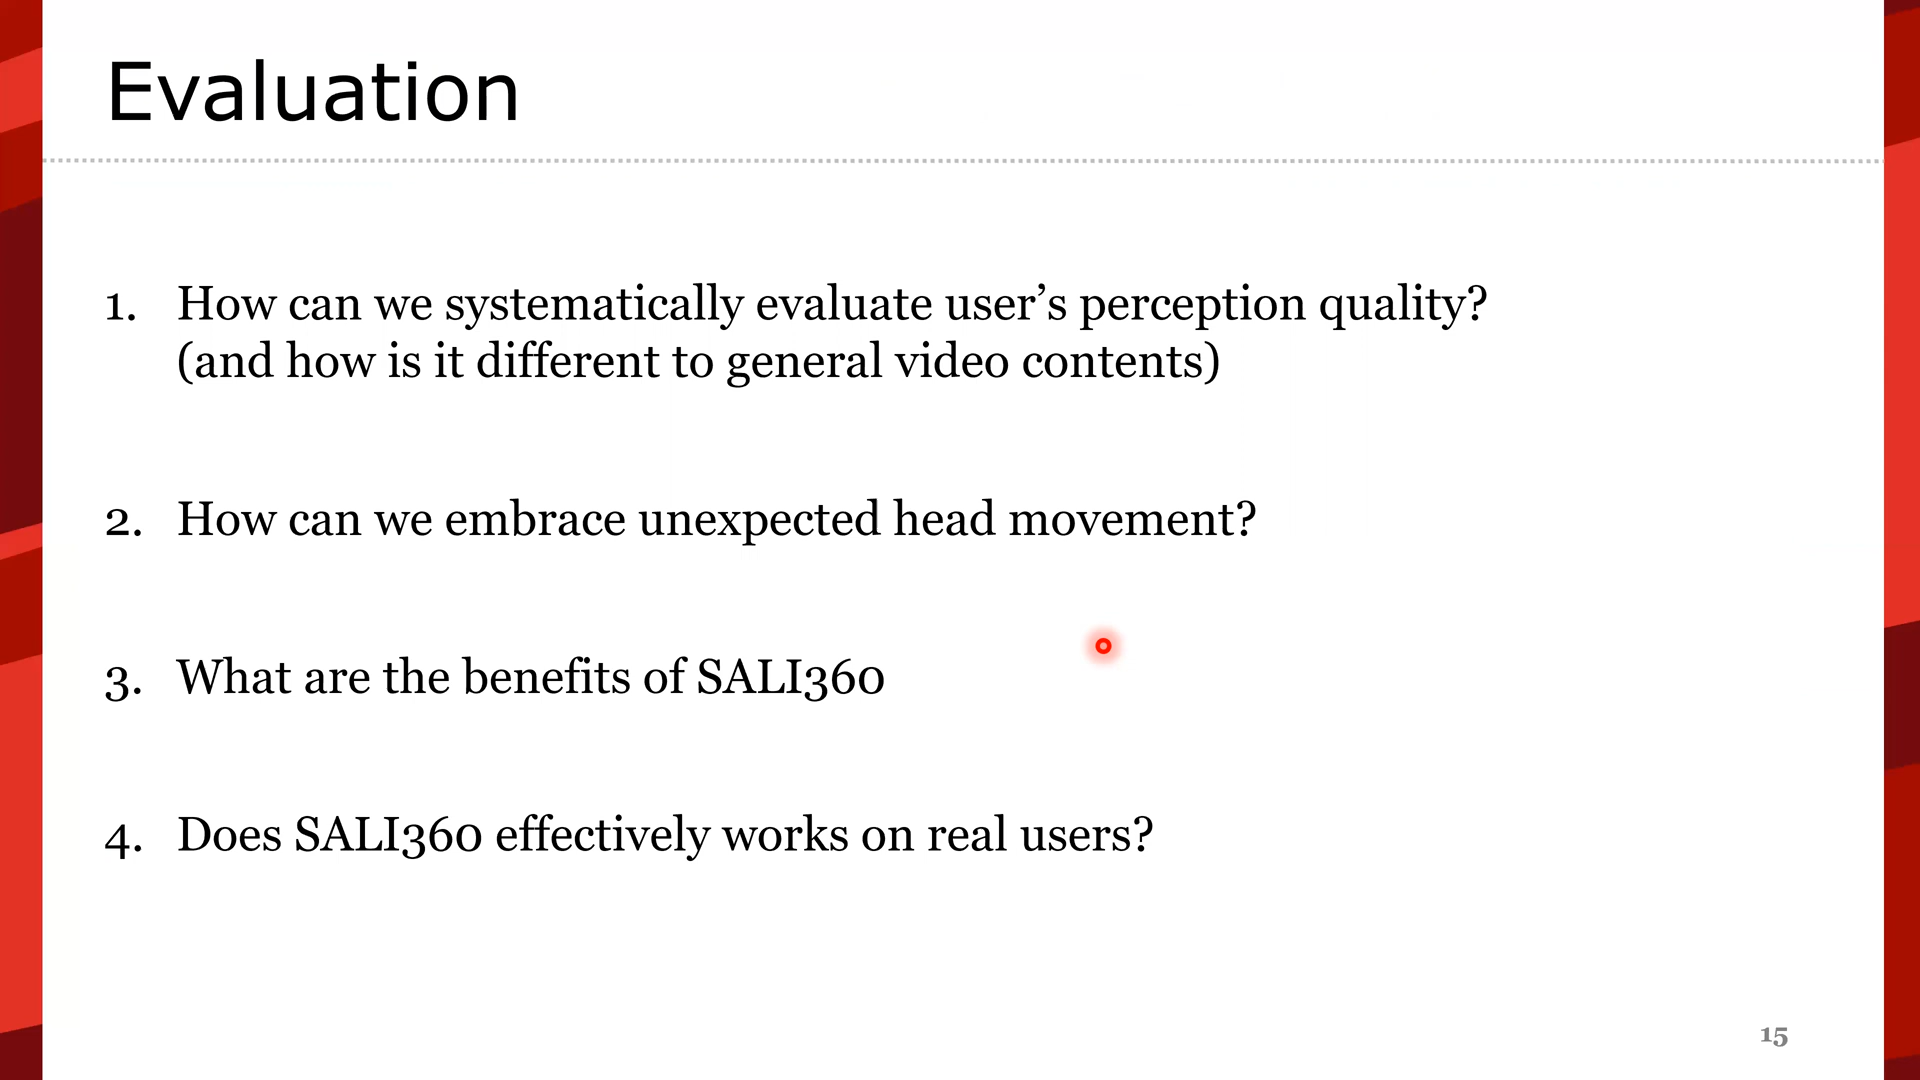 Evaluation
1. How can we systematically evaluate user’s perception quality?
(and how is it different to general video contents)
2. How can we embrace unexpected head movement?
3. What are the benefits of SALI360
4. Does SALI360 effectively works on real users?
15